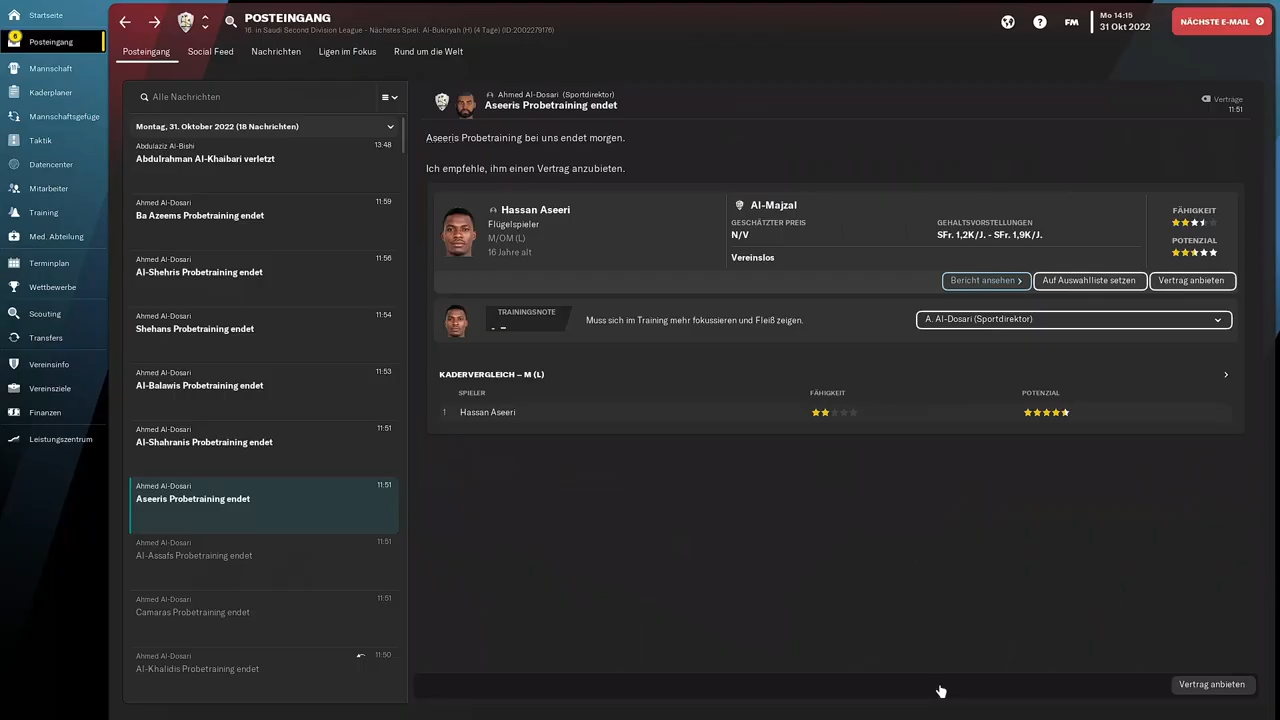 Startseite
6
Posteingang
Mannschaft
Kaderplaner
Mannschaftsgefüge
Taktik
Datencenter
Mitarbeiter
Training
Med. Abteilung
Terminplan
Wettbewerbe
Scouting
Transfers
Vereinsinfo
Vereinsziele
Finanzen
Leistungszentrum
POSTEINGANG
16. in Saudi Second Division League - Nächstes Spiel: Al-Bukiryah (H) (4 Tage) (ID:2002279176)
FM
Mo 14:15
31 Okt 2022
NÄCHSTE E-MAIL
Posteingang
Social Feed
Nachrichten
Ligen im Fokus
Rund um die Welt
Alle Nachrichten
Montag, 31. Oktober 2022 (18 Nachrichten)
Abdulaziz Al-Bishi 13:48
Abdulrahman Al-Khaibari verletzt
Ahmed Al-Dosari 11:59
Ba Azeems Probetraining endet
Ahmed Al-Dosari 11:56
Al-Shehris Probetraining endet
Ahmed Al-Dosari 11:54
Shehans Probetraining endet
Ahmed Al-Dosari 11:53
Al-Balawis Probetraining endet
Ahmed Al-Dosari 11:51
Al-Shahranis Probetraining endet
Ahmed Al-Dosari 11:51
Aseeris Probetraining endet
Ahmed Al-Dosari 11:51
Al-Assafs Probetraining endet
Ahmed Al-Dosari 11:51
Camaras Probetraining endet
Ahmed Al-Dosari 11:50
Al-Khalidis Probetraining endet
Ahmed Al-Dosari (Sportdirektor)
Aseeris Probetraining endet
Verträge
11:51
Aseeris Probetraining bei uns endet morgen.
Ich empfehle, ihm einen Vertrag anzubieten.
Hassan Aseeri
Flügelspieler
M/OM (L)
16 Jahre alt
Al-Majzal
GESCHÄTZTER PREIS
N/V
GEHALTSVORSTELLUNGEN
SFr. 1,2K/J. - SFr. 1,9K/J.
Vereinslos
FÄHIGKEIT
POTENZIAL
Bericht ansehen
Auf Auswahlliste setzen
Vertrag anbieten
TRAININGSNOTE
- -
Muss sich im Training mehr fokussieren und Fleiß zeigen.
A. Al-Dosari (Sportdirektor)
KADERVERGLEICH – M (L)
SPIELER FÄHIGKEIT POTENZIAL
1 Hassan Aseeri
Vertrag anbieten